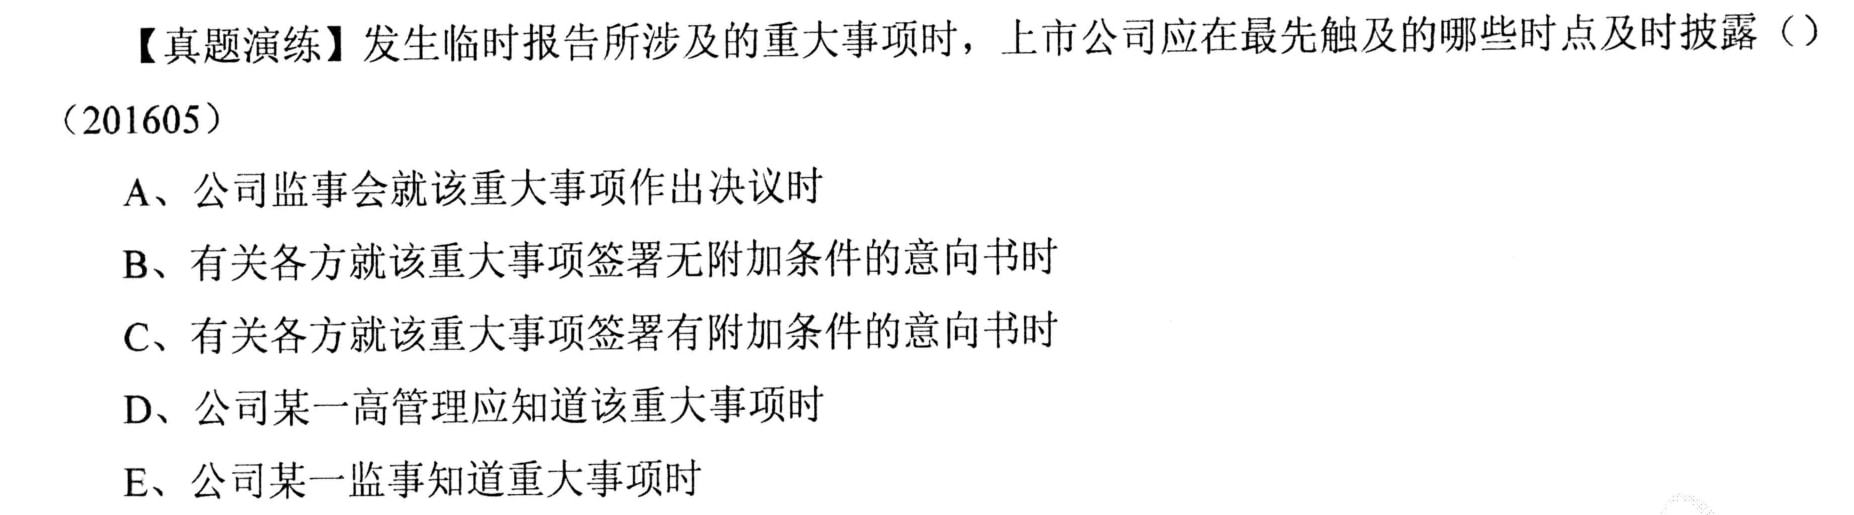 【真题演练】发生临时报告所涉及的重大事项时，上市公司应在最先触及的哪些时点及时披露（）
（201605）
A、公司监事会就该重大事项作出决议时
B、有关各方就该重大事项签署无附加条件的意向书时
C、有关各方就该重大事项签署有附加条件的意向书时
D、公司某一高管理应知道该重大事项时
E、公司某一监事知道重大事项时